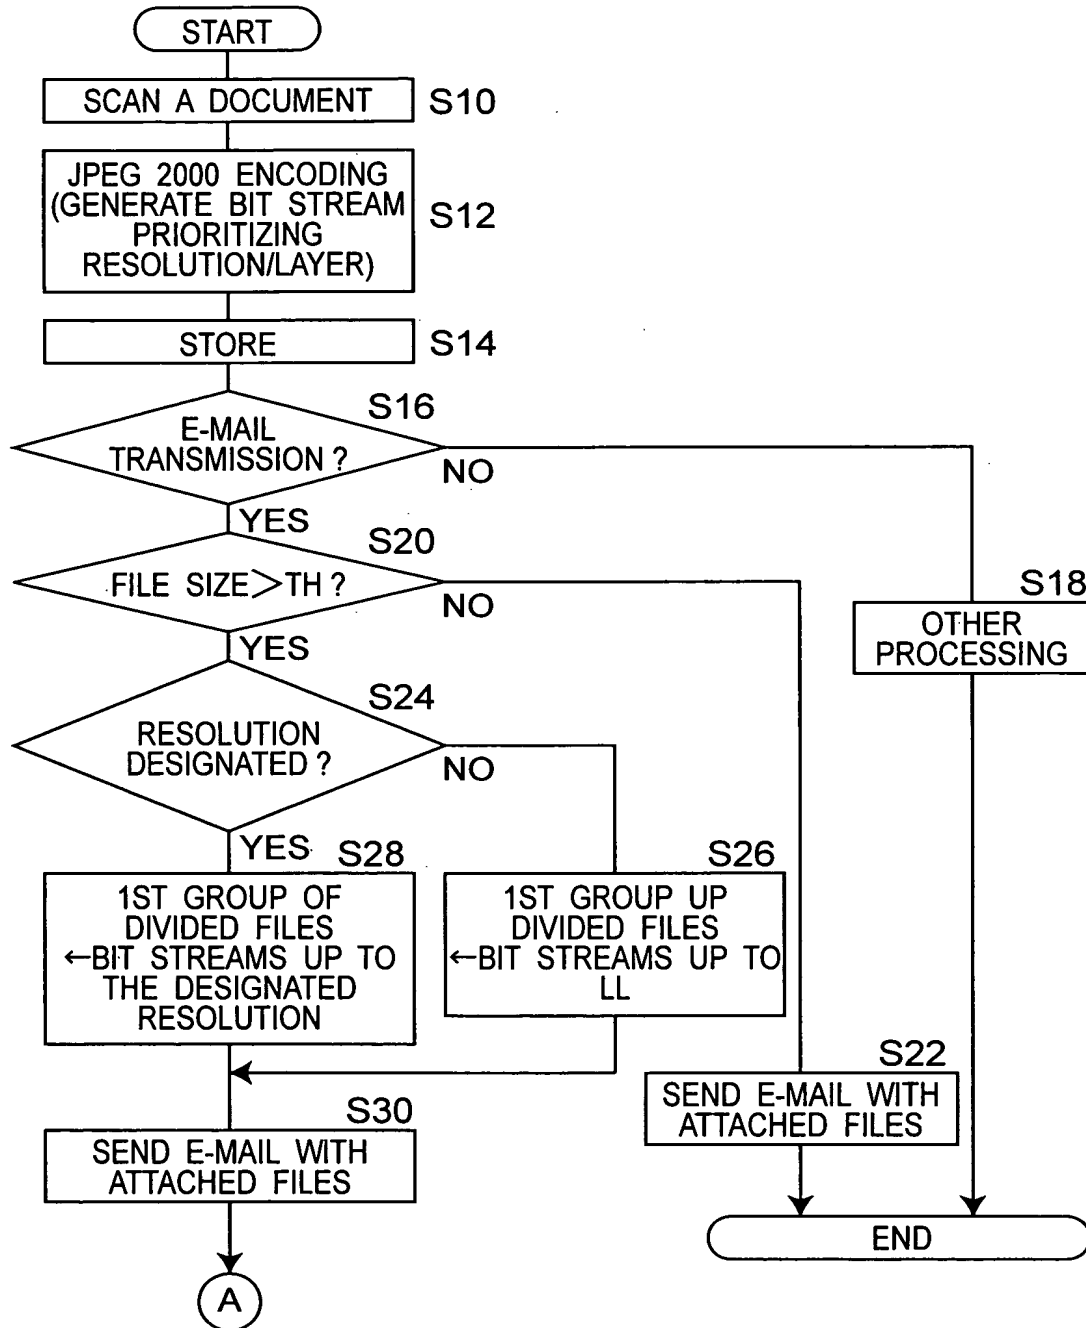 START
SCAN A DOCUMENT
S10
JPEG 2000 ENCODING
(GENERATE BIT STREAM
PRIORITIZING
RESOLUTION/LAYER)
S12
STORE
S14
S16
E-MAIL
TRANSMISSION ?
NO
YES
S20
FILE SIZE>TH ?
NO
YES
S18
OTHER
PROCESSING
S24
RESOLUTION
DESIGNATED ?
NO
YES
S28
1ST GROUP OF
DIVIDED FILES
←BIT STREAMS UP TO
THE DESIGNATED
RESOLUTION
S26
1ST GROUP UP
DIVIDED FILES
←BIT STREAMS UP TO
LL
S22
SEND E-MAIL WITH
ATTACHED FILES
S30
SEND E-MAIL WITH
ATTACHED FILES
END
A